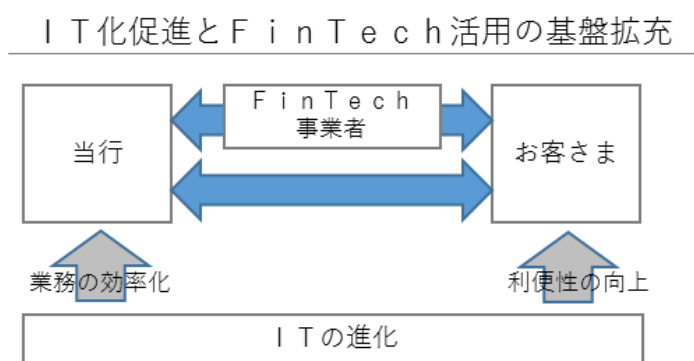 ＩＴ化促進とＦｉｎＴｅｃｈ活用の基盤拡充
ＦｉｎＴｅｃｈ
事業者
当行
お客さま
業務の効率化
利便性の向上
ＩＴの進化